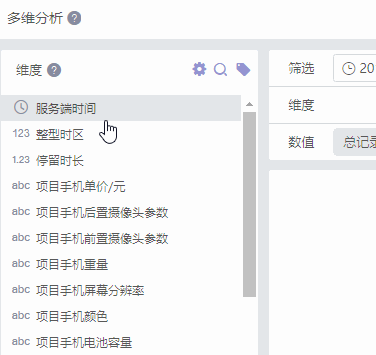 多维分析 ?
维度 ?
服务端时间
123 整型时区
1.23 停留时长
abc 项目手机单价/元
abc 项目手机后置摄像头参数
abc 项目手机前置摄像头参数
abc 项目手机重量
abc 项目手机屏幕分辨率
abc 项目手机颜色
abc 项目手机电池容量
筛选 20
维度
数值 总记录